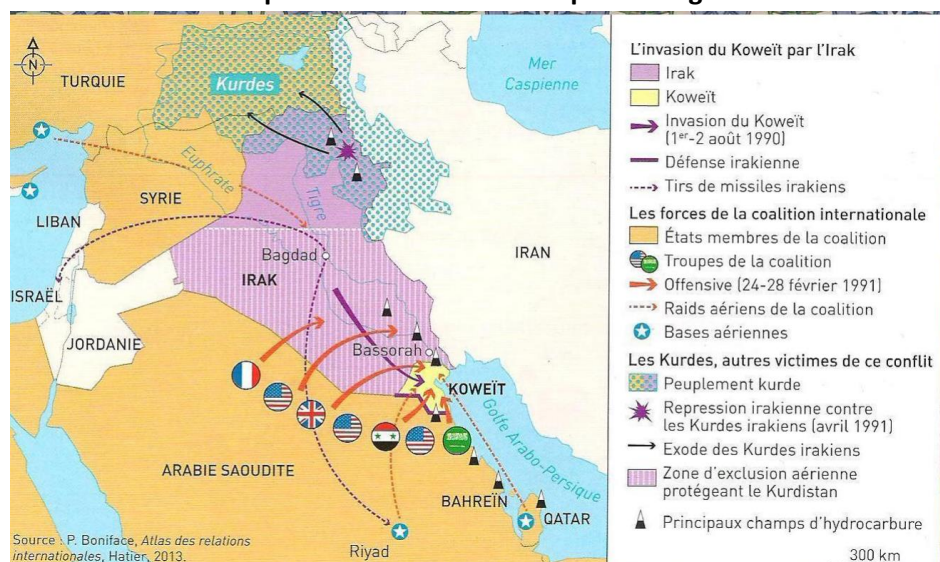 TURQUIE
Kurdes
Mer
Caspienne
Euphrate
Tigre
SYRIE
LIBAN
Bagdad
IRAN
IRAK
ISRAËL
JORDANIE
Bassorah
KOWEÏT
Golfe Arabo-Persique
ARABIE SAOUDITE
BAHREÏN
QATAR
Riyad
N
Source : P. Boniface, Atlas des relations
internationales, Hatier, 2013.
L'invasion du Koweït par l'Irak
Irak
Koweït
Invasion du Koweït
(1er-2 août 1990)
Défense irakienne
Tirs de missiles irakiens
Les forces de la coalition internationale
États membres de la coalition
Troupes de la coalition
Offensive (24-28 février 1991)
Raids aériens de la coalition
Bases aériennes
Les Kurdes, autres victimes de ce conflit
Peuplement kurde
Repression irakienne contre
les Kurdes irakiens (avril 1991)
Exode des Kurdes irakiens
Zone d'exclusion aérienne
protégeant le Kurdistan
Principaux champs d'hydrocarbure
300 km